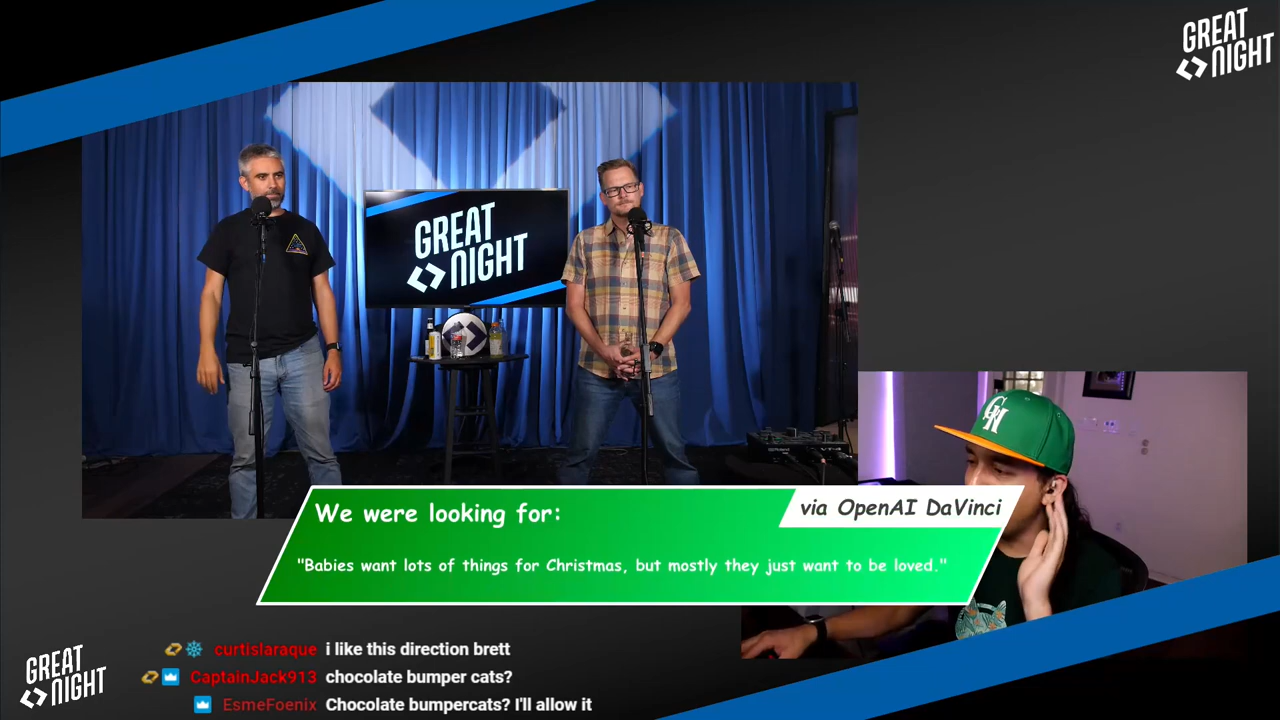 GREAT
NIGHT
GREAT
NIGHT
GN
We were looking for:
via OpenAI DaVinci
"Babies want lots of things for Christmas, but mostly they just want to be loved."
GREAT
NIGHT
curtislaraque i like this direction brett
CaptainJack913 chocolate bumper cats?
EsmeFoenix Chocolate bumpercats? I'll allow it